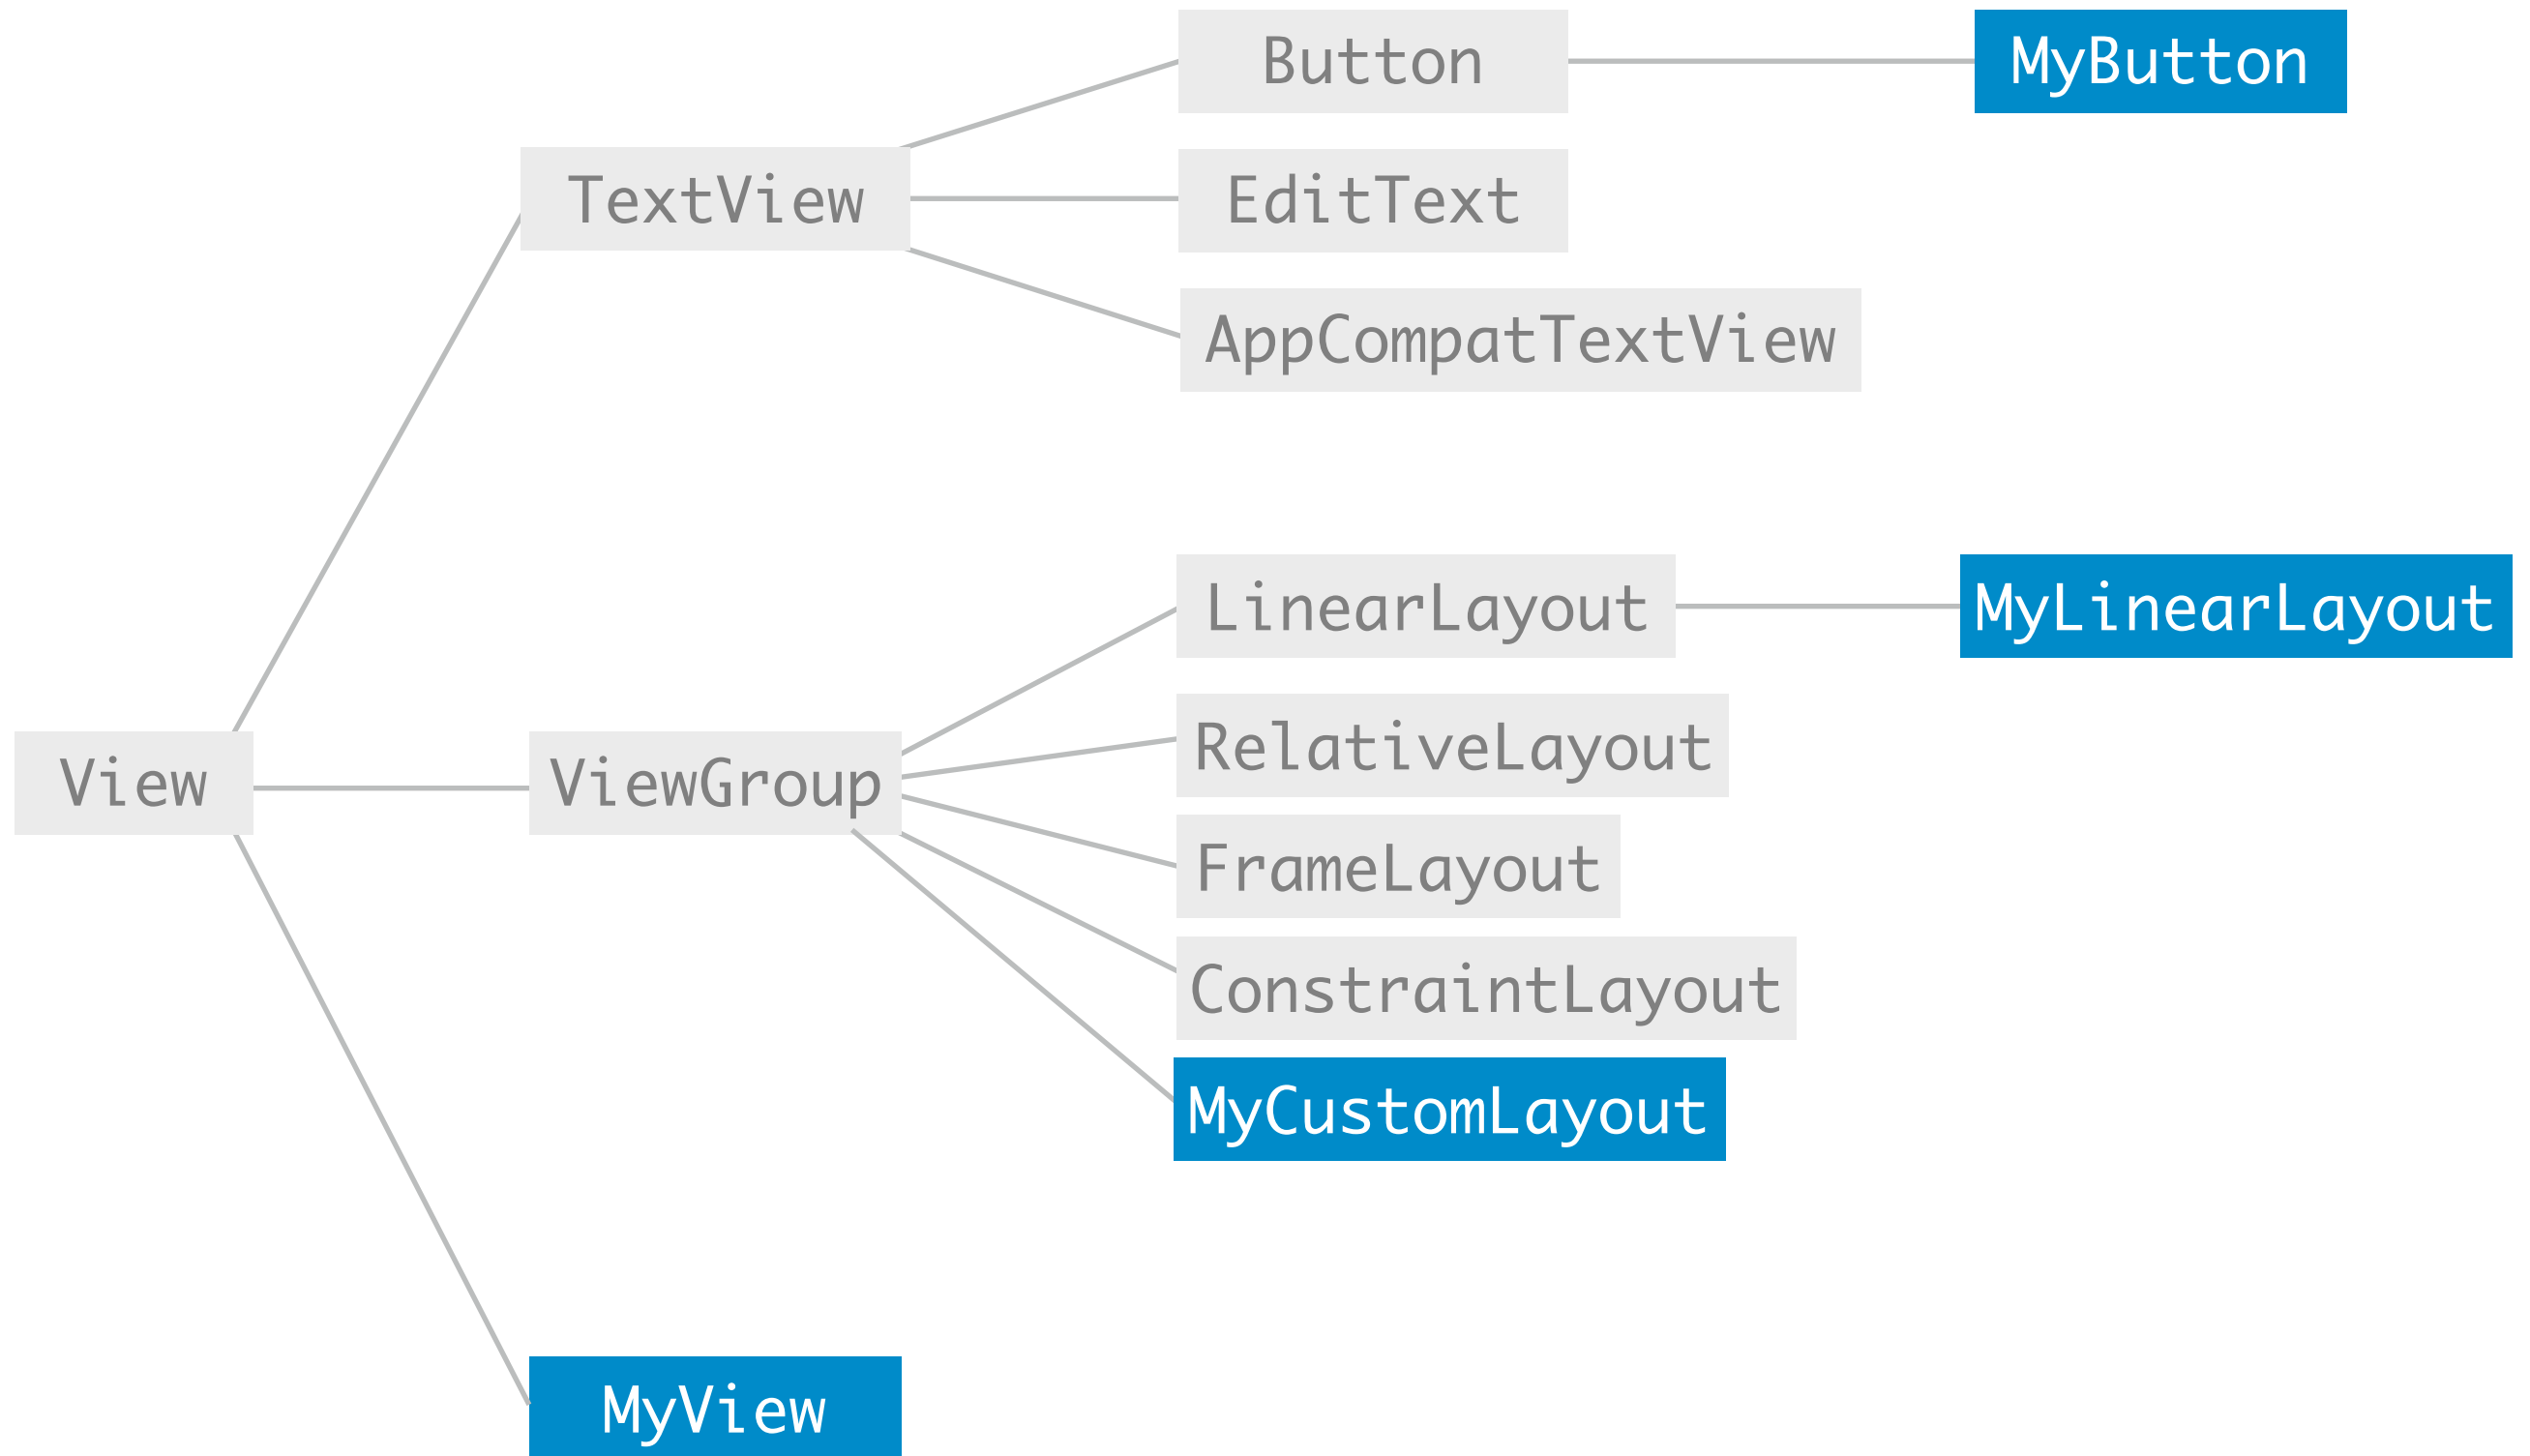 Button
MyButton
TextView
EditText
AppCompatTextView
LinearLayout
MyLinearLayout
RelativeLayout
View
ViewGroup
FrameLayout
ConstraintLayout
MyCustomLayout
MyView